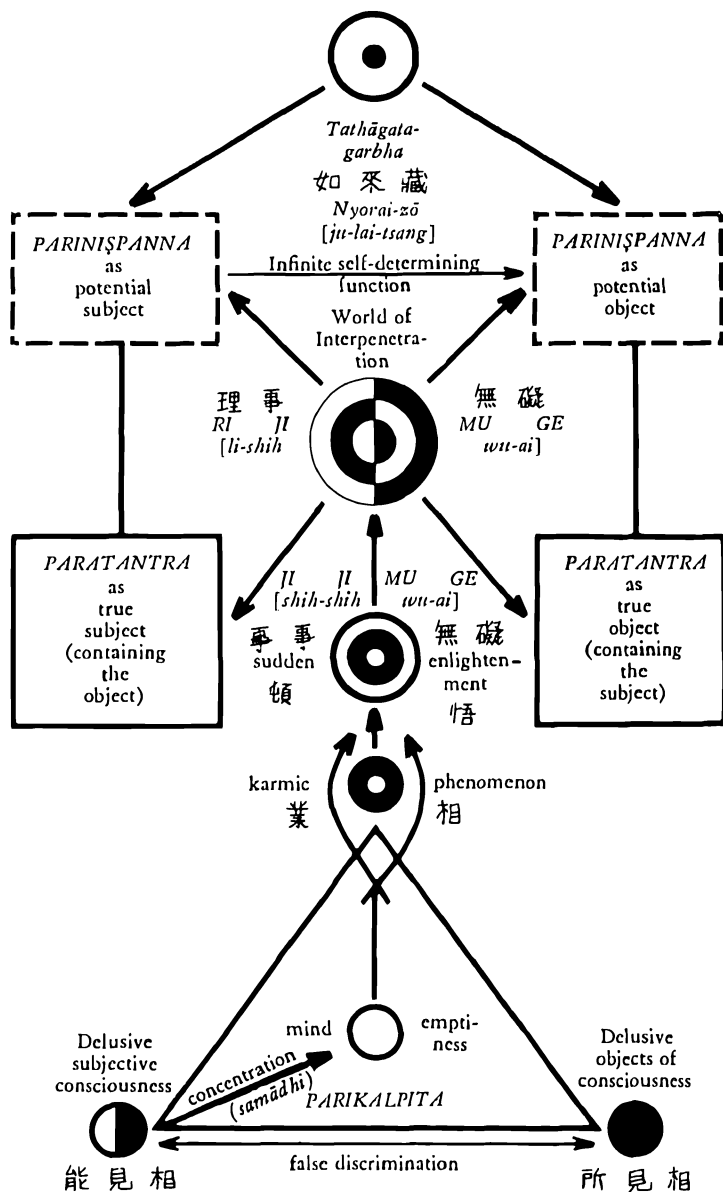 Tathāgata-
garbha
如來藏
Nyorai-zō
[ju-lai-tsang]
PARINIṢPANNA
as
potential
subject
Infinite self-determining
function
PARINIṢPANNA
as
potential
object
World of
Interpenetra-
tion
理事
RI JI
[li-shih
無礙
MU GE
wu-ai]
PARATANTRA
as
true
subject
(containing
the
object)
JI JI MU GE
[shih-shih wu-ai]
事事 無礙
sudden enlighten-
ment
頓 悟
PARATANTRA
as
true
object
(containing
the
subject)
karmic
業
phenomenon
相
mind
empti-
ness
Delusive
subjective
consciousness
concentration
(samādhi)
PARIKALPITA
Delusive
objects of
consciousness
false discrimination
能見相
所見相